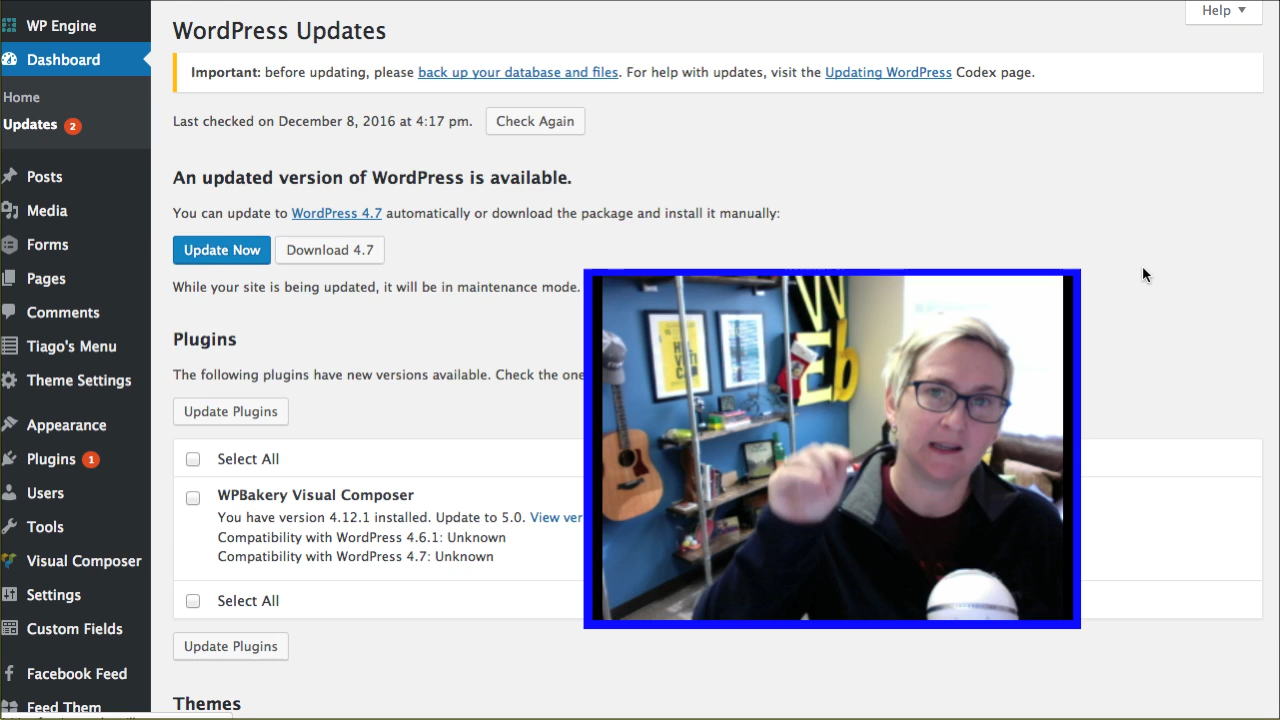 WP Engine
Dashboard
Home
Updates 2
Posts
Media
Forms
Pages
Comments
Tiago's Menu
Theme Settings
Appearance
Plugins 1
Users
Tools
Visual Composer
Settings
Custom Fields
Facebook Feed
Feed Them
Help
WordPress Updates
Important: before updating, please back up your database and files. For help with updates, visit the Updating WordPress Codex page.
Last checked on December 8, 2016 at 4:17 pm. Check Again
An updated version of WordPress is available.
You can update to WordPress 4.7 automatically or download the package and install it manually:
Update Now Download 4.7
While your site is being updated, it will be in maintenance mode.
Plugins
The following plugins have new versions available. Check the one
Update Plugins
Select All
WPBakery Visual Composer
You have version 4.12.1 installed. Update to 5.0. View ver
Compatibility with WordPress 4.6.1: Unknown
Compatibility with WordPress 4.7: Unknown
Select All
Update Plugins
Themes
W
Eb